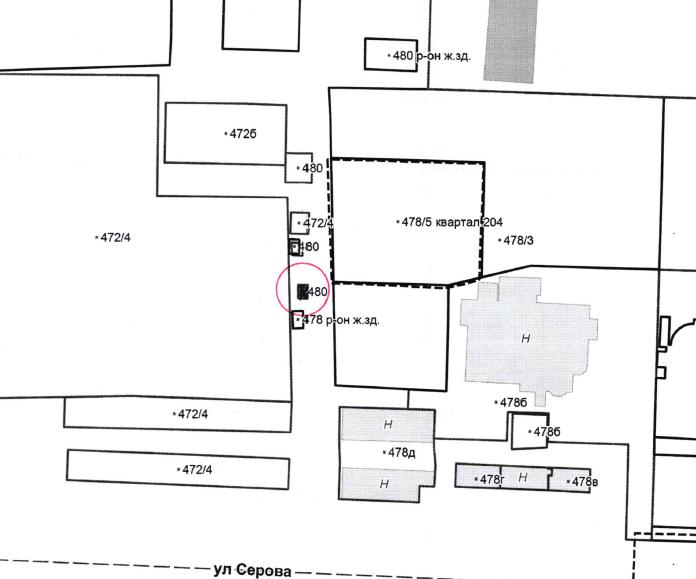 480 р-он ж.зд.
472б
480
472/4
478/5 квартал 204
478/3
472/4
480
480
478 р-он ж.зд.
Н
478б
472/4
Н
478б
478д
472/4
Н
478г
Н
478в
ул Серова